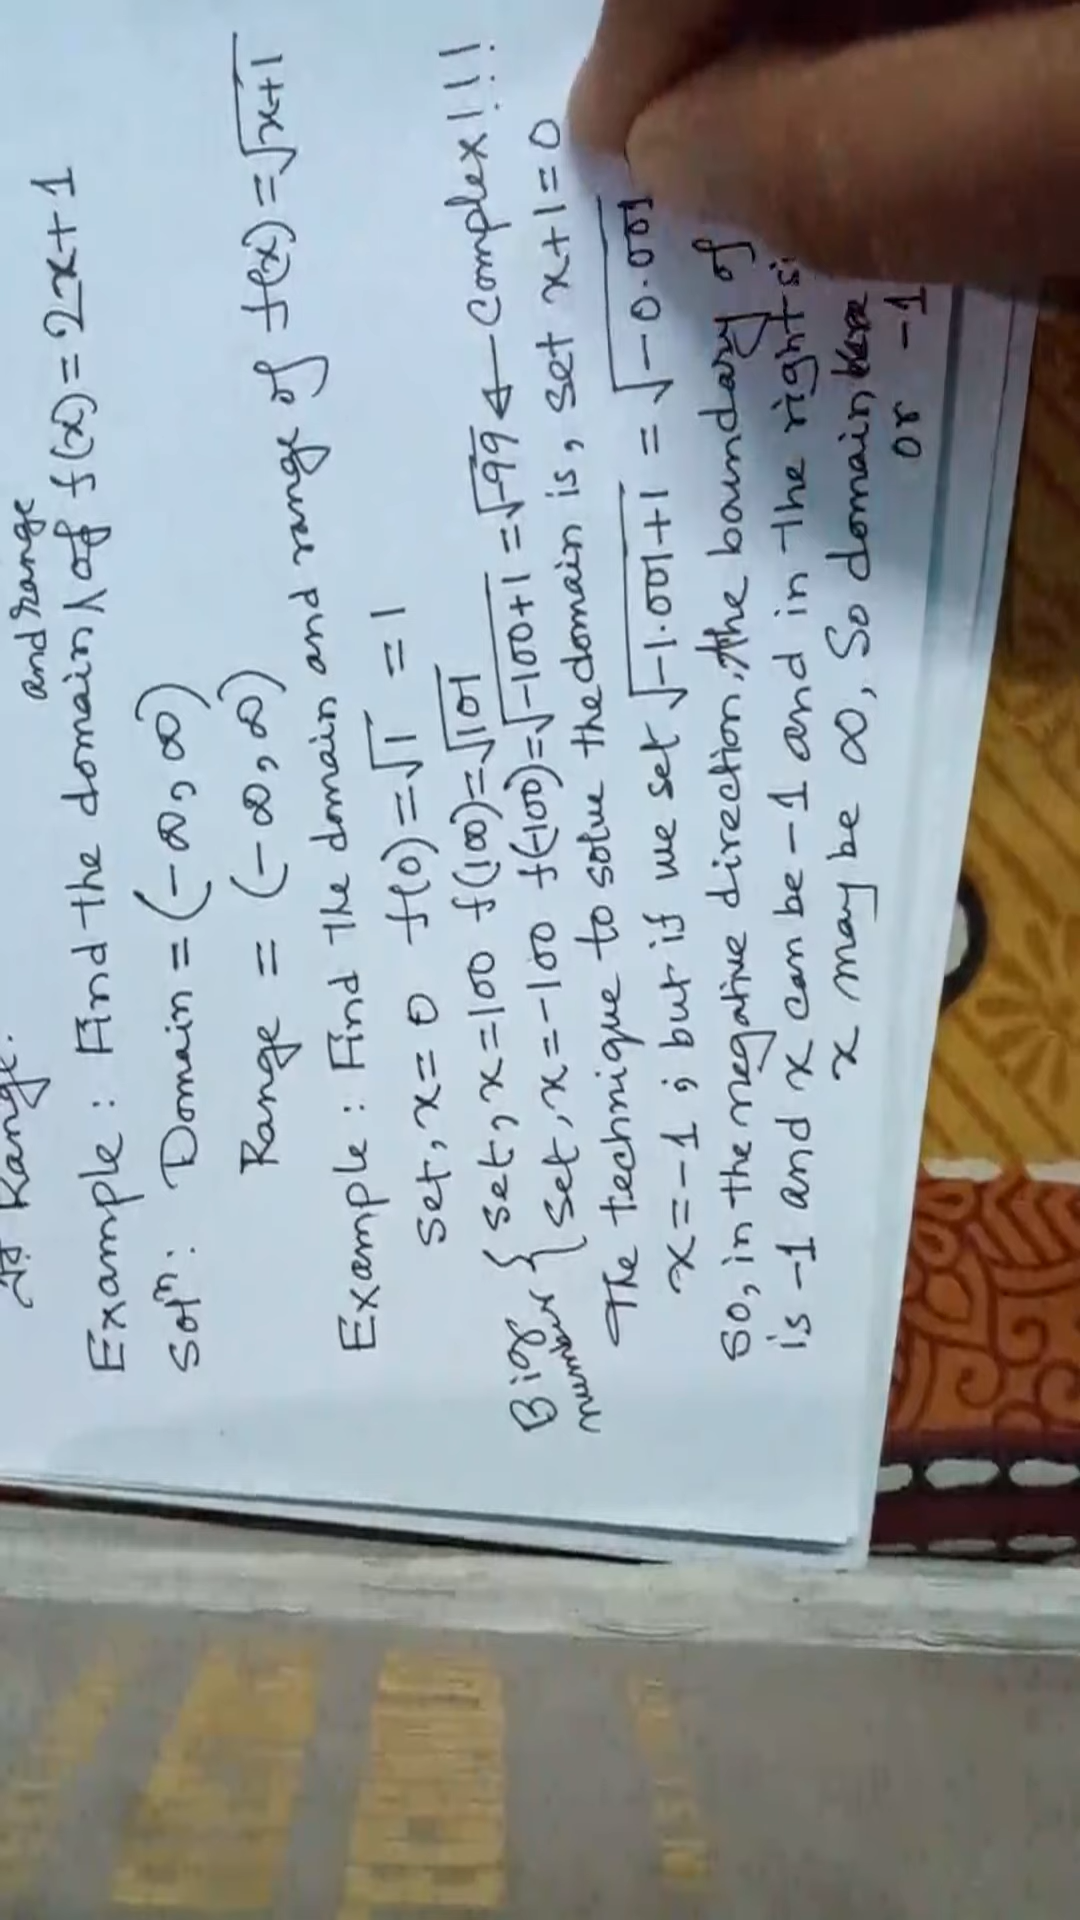 Range.
and range
Example : Find the domain ∧ of f(x) = 2x+1
Solⁿ: Domain = (-∞, ∞)
Range = (-∞, ∞)
Example : Find the domain and range of f(x) = √x+1
set, x = 0 f(0) = √1 = 1
Big { set, x = 100 f(100) = √101
number { set, x = -100 f(-100) = √-100+1 = √-99 ← complex!!!
The technique to solve the domain is, set x+1 = 0
x = -1 ; but if we set √-1.001+1 = √-0.001
So, in the negative direction, the boundary of
is -1 and x can be -1 and in the right
x may be ∞, So domain
or -1